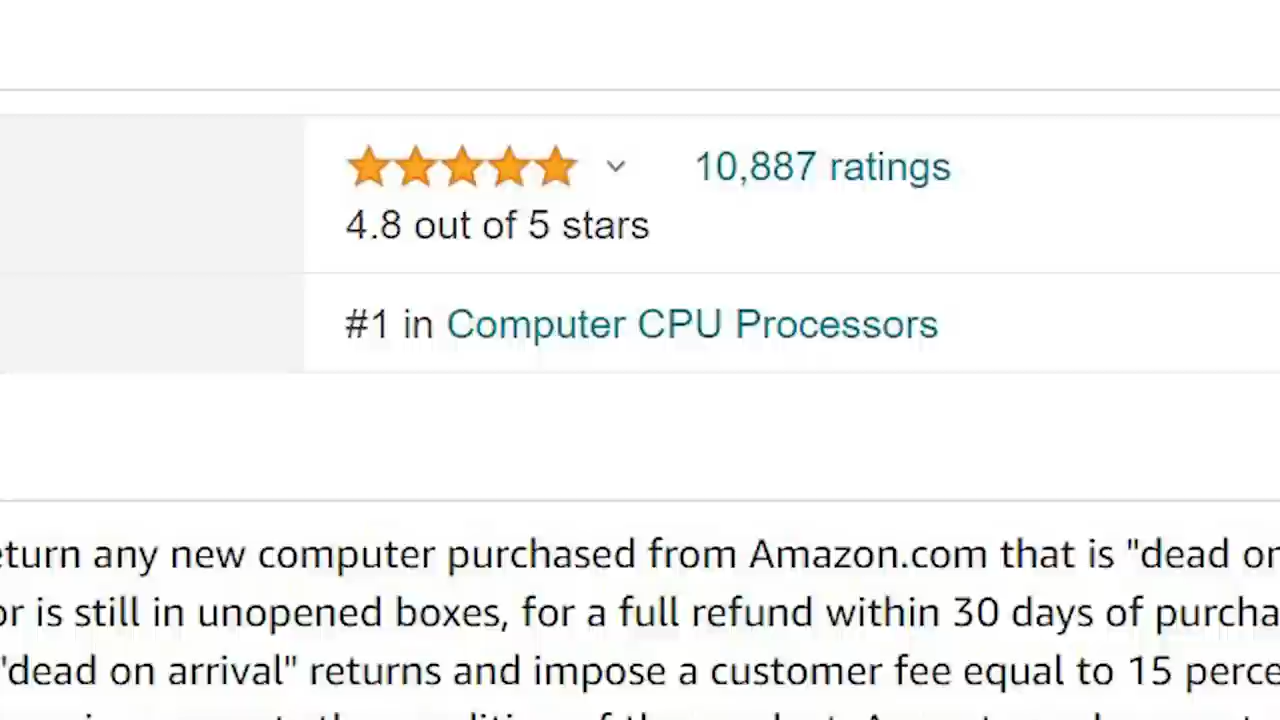 10,887 ratings
4.8 out of 5 stars
#1 in Computer CPU Processors
eturn any new computer purchased from Amazon.com that is "dead on
or is still in unopened boxes, for a full refund within 30 days of purcha
"dead on arrival" returns and impose a customer fee equal to 15 perce